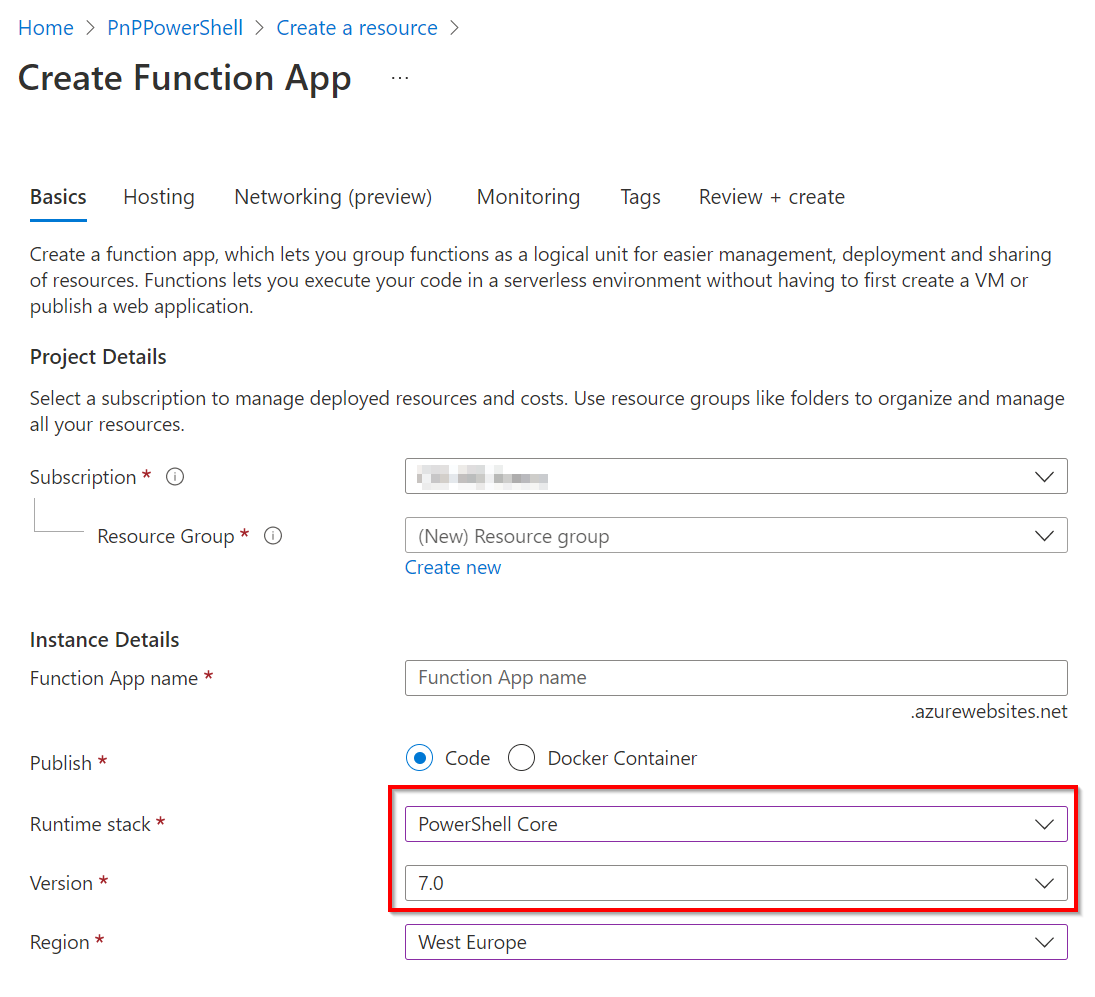 Home > PnPPowerShell > Create a resource >
Create Function App ...
Basics Hosting Networking (preview) Monitoring Tags Review + create
Create a function app, which lets you group functions as a logical unit for easier management, deployment and sharing
of resources. Functions lets you execute your code in a serverless environment without having to first create a VM or
publish a web application.
Project Details
Select a subscription to manage deployed resources and costs. Use resource groups like folders to organize and manage
all your resources.
Subscription *
Resource Group * (New) Resource group
Create new
Instance Details
Function App name * Function App name
.azurewebsites.net
Publish * Code Docker Container
Runtime stack * PowerShell Core
Version * 7.0
Region * West Europe